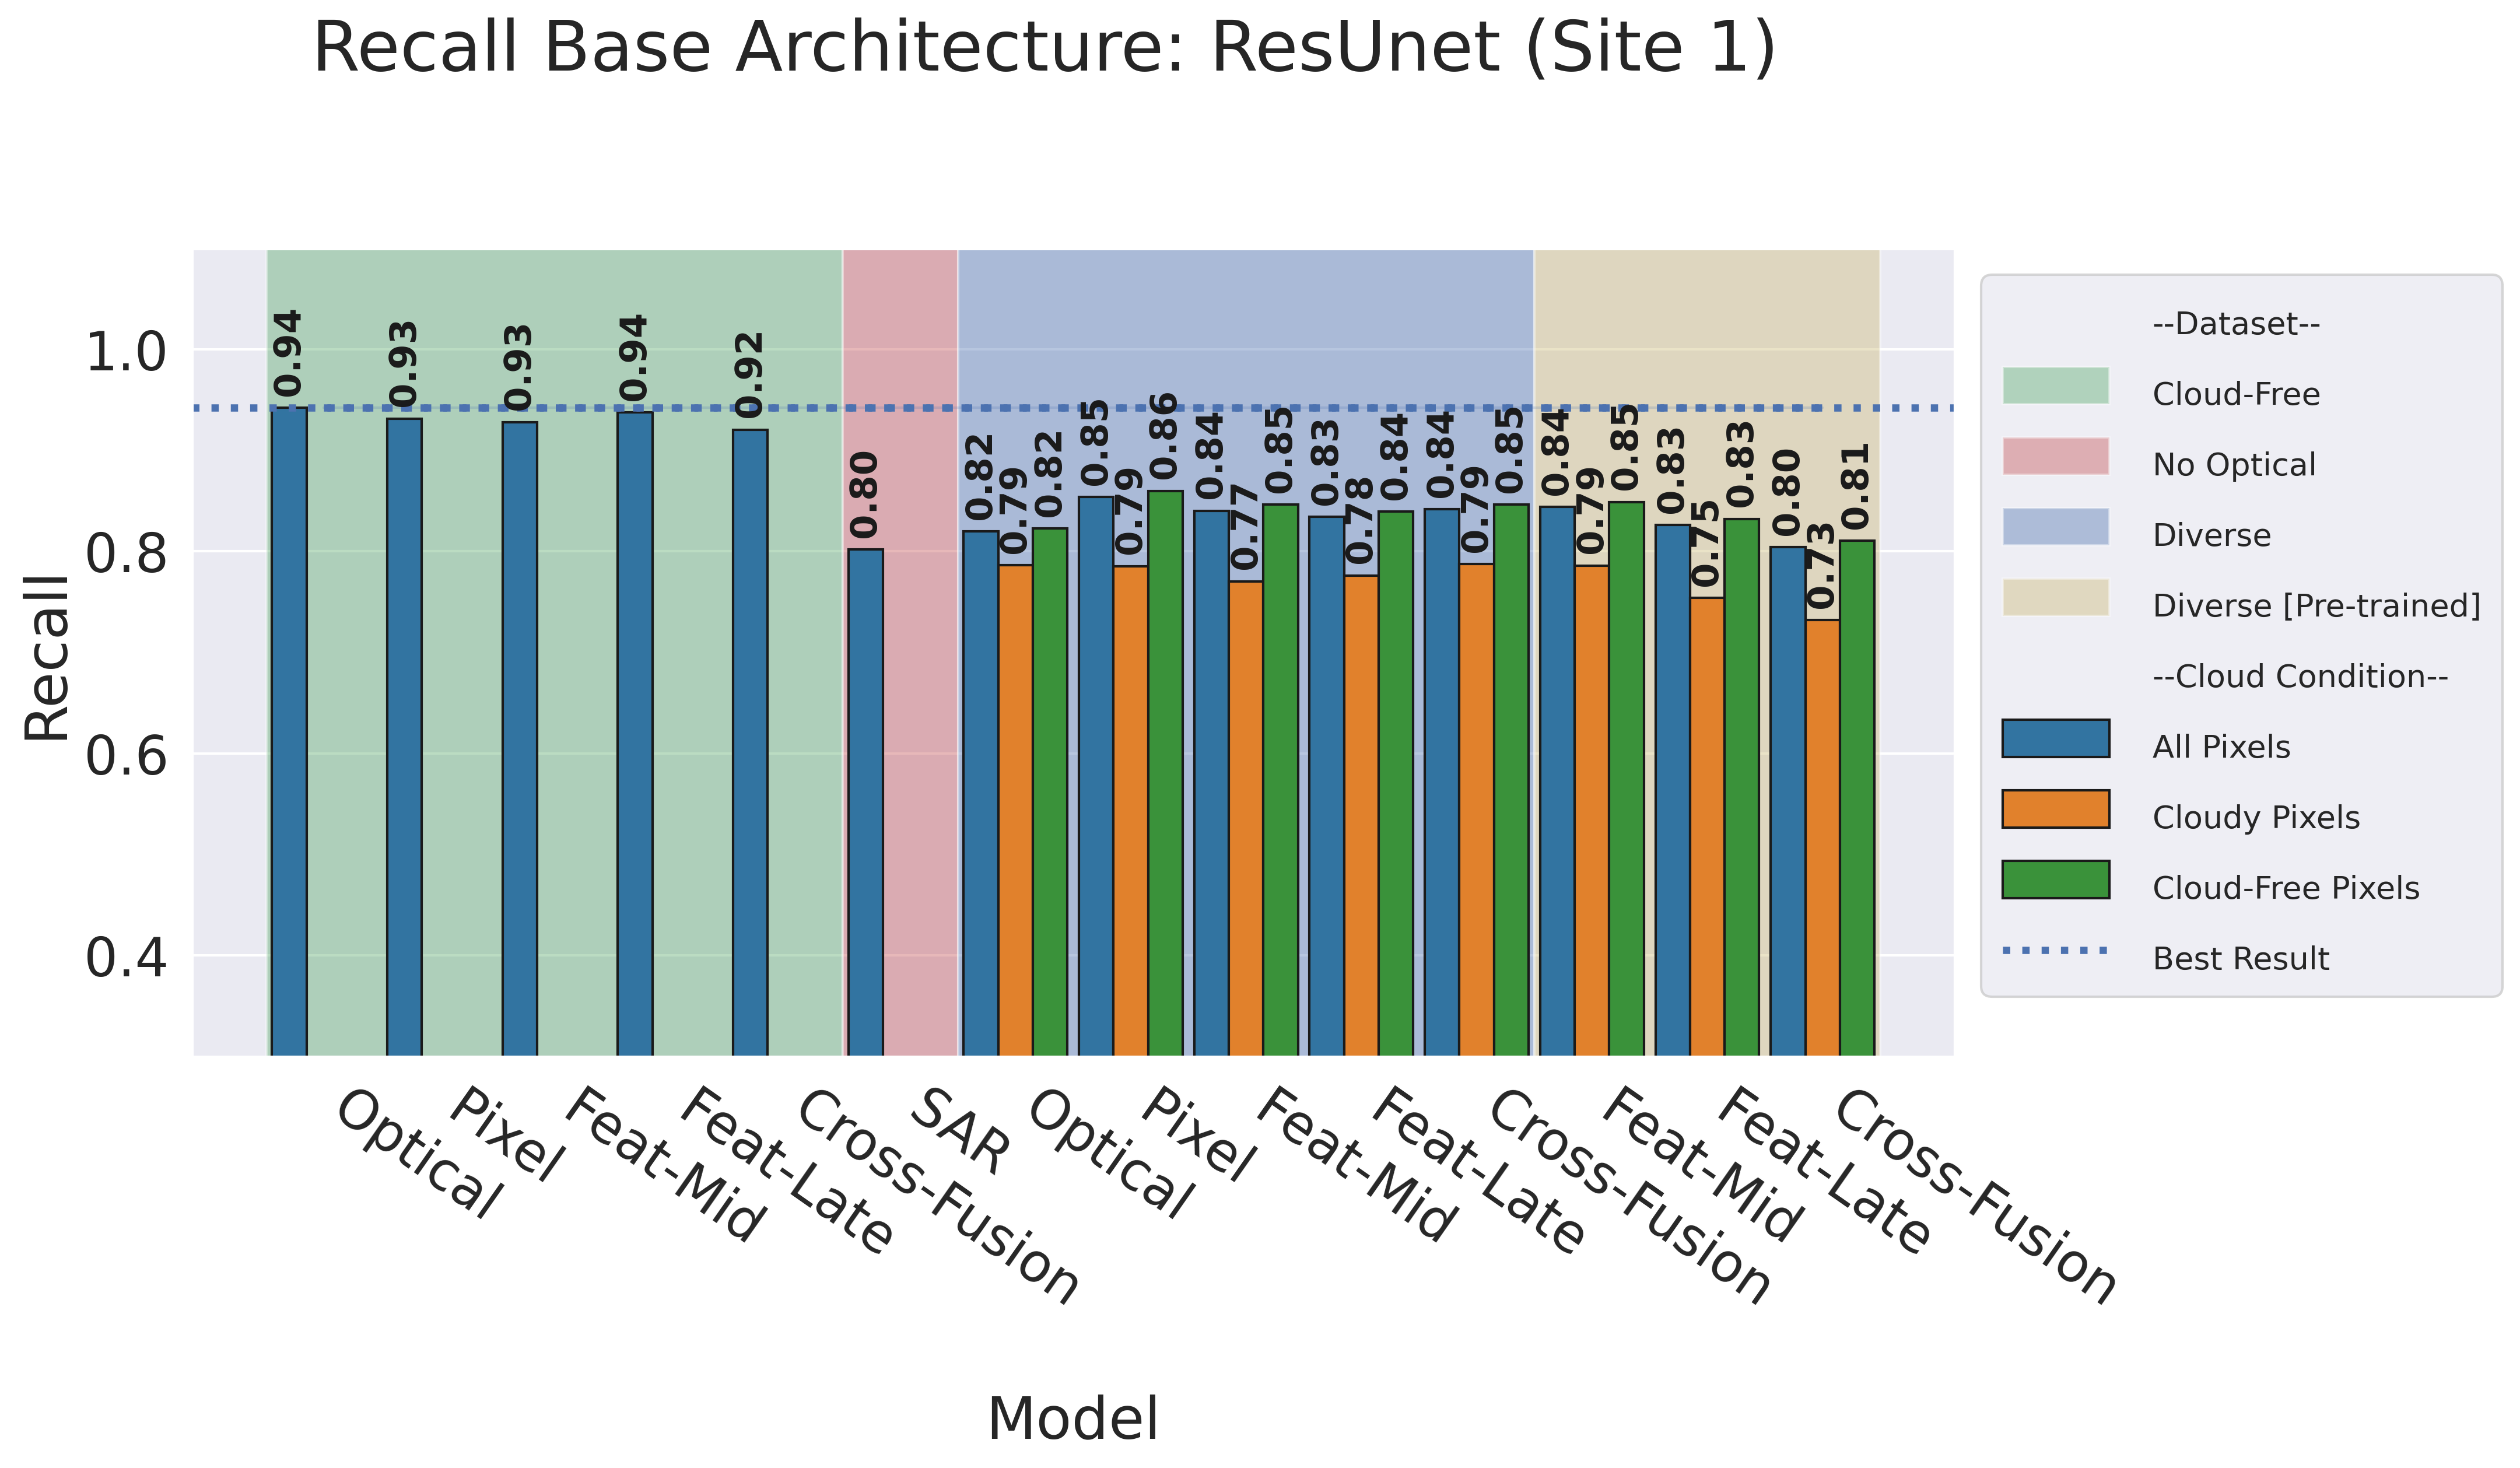 Recall Base Architecture: ResUnet (Site 1)
Recall
1.0
0.8
0.6
0.4
0.94
0.93
0.93
0.94
0.92
0.80
0.82
0.79
0.82
0.85
0.79
0.86
0.84
0.77
0.85
0.83
0.78
0.84
0.84
0.79
0.85
0.84
0.79
0.85
0.83
0.75
0.83
0.80
0.73
0.81
Optical
Pixel
Feat-Mid
Feat-Late
Cross-Fusion
SAR
Optical
Pixel
Feat-Mid
Feat-Late
Cross-Fusion
Feat-Mid
Feat-Late
Cross-Fusion
Model
--Dataset--
Cloud-Free
No Optical
Diverse
Diverse [Pre-trained]
--Cloud Condition--
All Pixels
Cloudy Pixels
Cloud-Free Pixels
Best Result